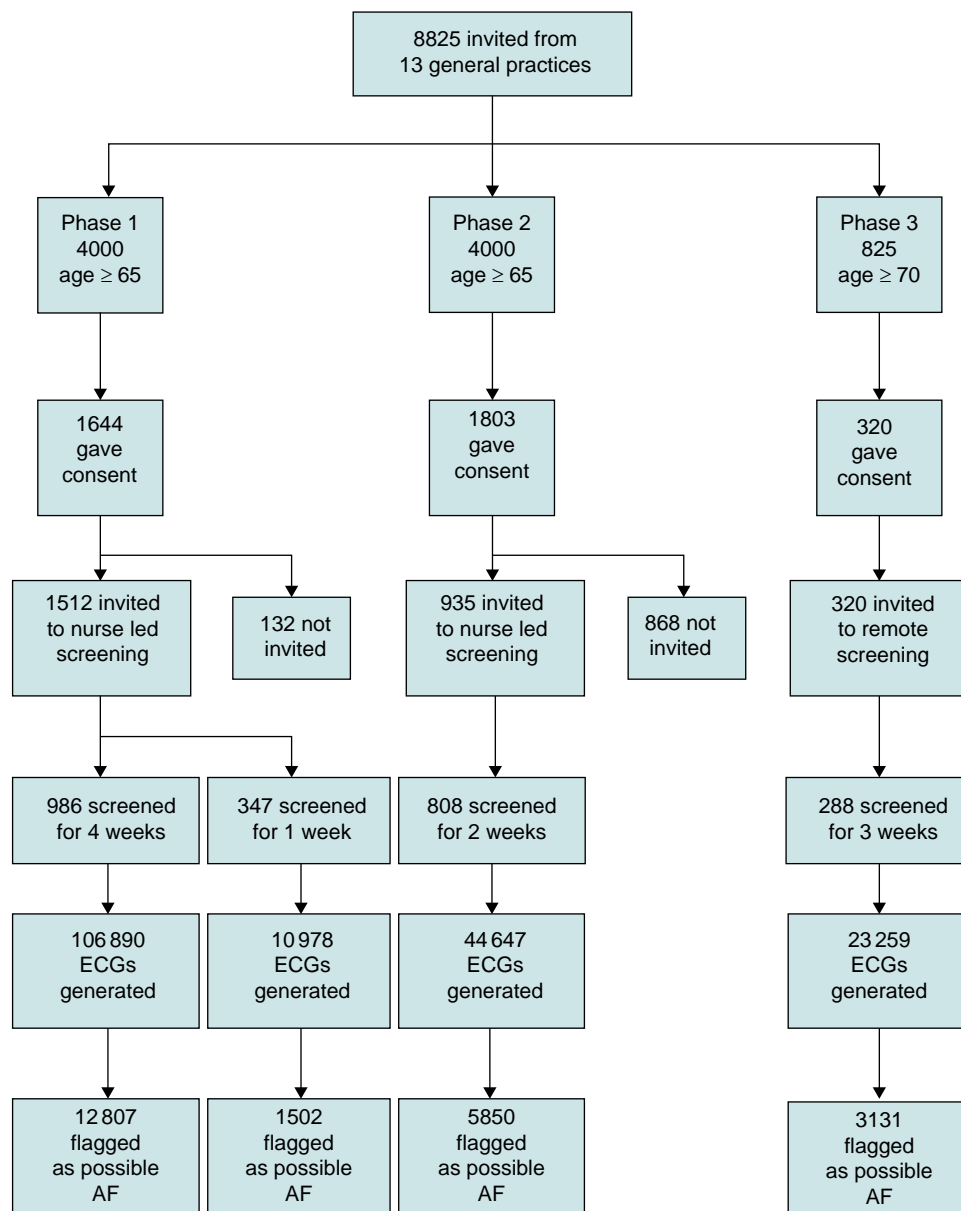 8825 invited from
13 general practices
Phase 1
4000
age ≥ 65
Phase 2
4000
age ≥ 65
Phase 3
825
age ≥ 70
1644
gave
consent
1803
gave
consent
320
gave
consent
1512 invited
to nurse led
screening
132 not
invited
935 invited
to nurse led
screening
868 not
invited
320 invited
to remote
screening
986 screened
for 4 weeks
347 screened
for 1 week
808 screened
for 2 weeks
288 screened
for 3 weeks
106 890
ECGs
generated
10 978
ECGs
generated
44 647
ECGs
generated
23 259
ECGs
generated
12 807
flagged
as possible
AF
1502
flagged
as possible
AF
5850
flagged
as possible
AF
3131
flagged
as possible
AF